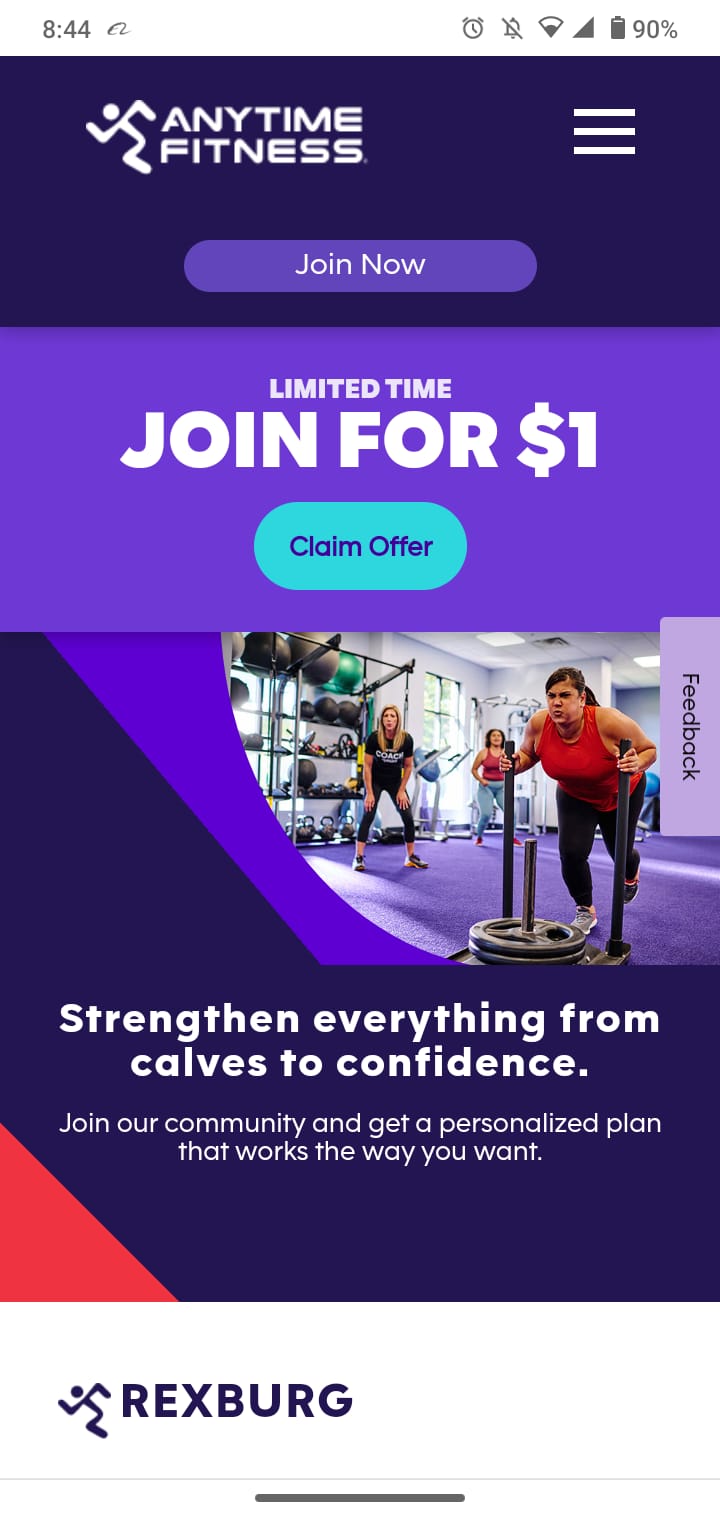 8:44
90%
ANYTIME
FITNESS
Join Now
LIMITED TIME
JOIN FOR $1
Claim Offer
Feedback
COACH
Strengthen everything from
calves to confidence.
Join our community and get a personalized plan
that works the way you want.
REXBURG